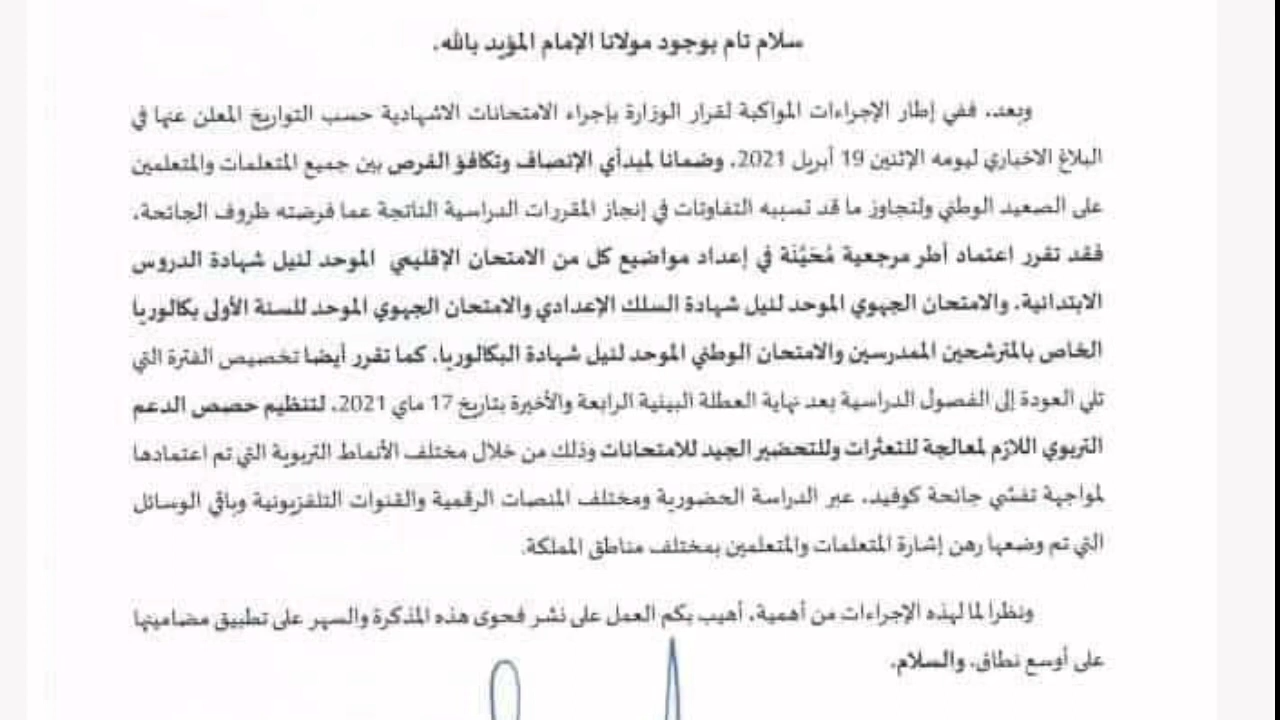 سلام تام بوجود مولانا الإمام المؤيد بالله.
وبعد، ففي إطار الإجراءات المواكبة لقرار الوزارة بإجراء الامتحانات الاشهادية حسب التواريخ المعلن عنها في
البلاغ الاخباري ليومه الإثنين 19 أبريل 2021، وضمانا لمبدأي الإنصاف وتكافؤ الفرص بين جميع المتعلمات والمتعلمين
على الصعيد الوطني ولتجاوز ما قد تسببه التفاوتات في إنجاز المقررات الدراسية الناتجة عما فرضته ظروف الجائحة،
فقد تقرر اعتماد أطر مرجعية مُحَيَّنَة في إعداد مواضيع كل من الامتحان الإقليمي الموحد لنيل شهادة الدروس
الابتدائية، والامتحان الجهوي الموحد لنيل شهادة السلك الإعدادي والامتحان الجهوي الموحد للسنة الأولى بكالوريا
الخاص بالمترشحين الممدرسين والامتحان الوطني الموحد لنيل شهادة البكالوريا، كما تقرر أيضا تخصيص الفترة التي
تلي العودة إلى الفصول الدراسية بعد نهاية العطلة البينية الرابعة والأخيرة بتاريخ 17 ماي 2021، لتنظيم حصص الدعم
التربوي اللازم لمعالجة للتعثرات وللتحضير الجيد للامتحانات وذلك من خلال مختلف الأنماط التربوية التي تم اعتمادها
لمواجهة تفشي جائحة كوفيد، عبر الدراسة الحضورية ومختلف المنصات الرقمية والقنوات التلفزيونية وباقي الوسائل
التي تم وضعها رهن إشارة المتعلمات والمتعلمين بمختلف مناطق المملكة.
ونظرا لما لهذه الإجراءات من أهمية، أهيب بكم العمل على نشر فحوى هذه المذكرة والسهر على تطبيق مضامينها
على أوسع نطاق، والسلام.